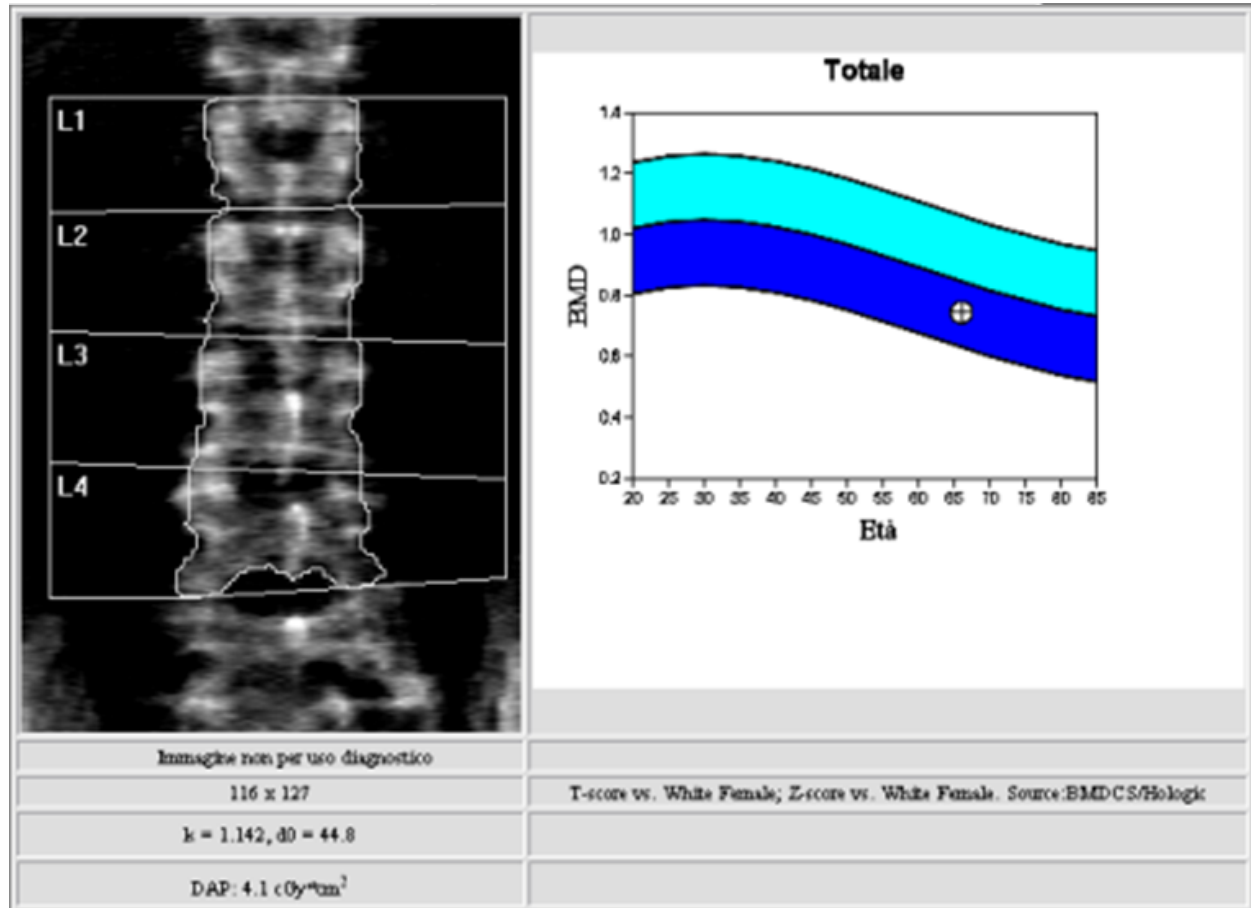 L1
L2
L3
L4
Totale
1.4
1.2
1.0
0.8
0.6
0.4
0.2
BMD
20 25 30 35 40 45 50 55 60 65 70 75 80 85
Età
Immagine non per uso diagnostico
116 x 127
T-score vs. White Female; Z-score vs. White Female. Source:BMDCS/Hologic
k = 1.142, d0 = 44.8
DAP: 4.1 cGy*cm²